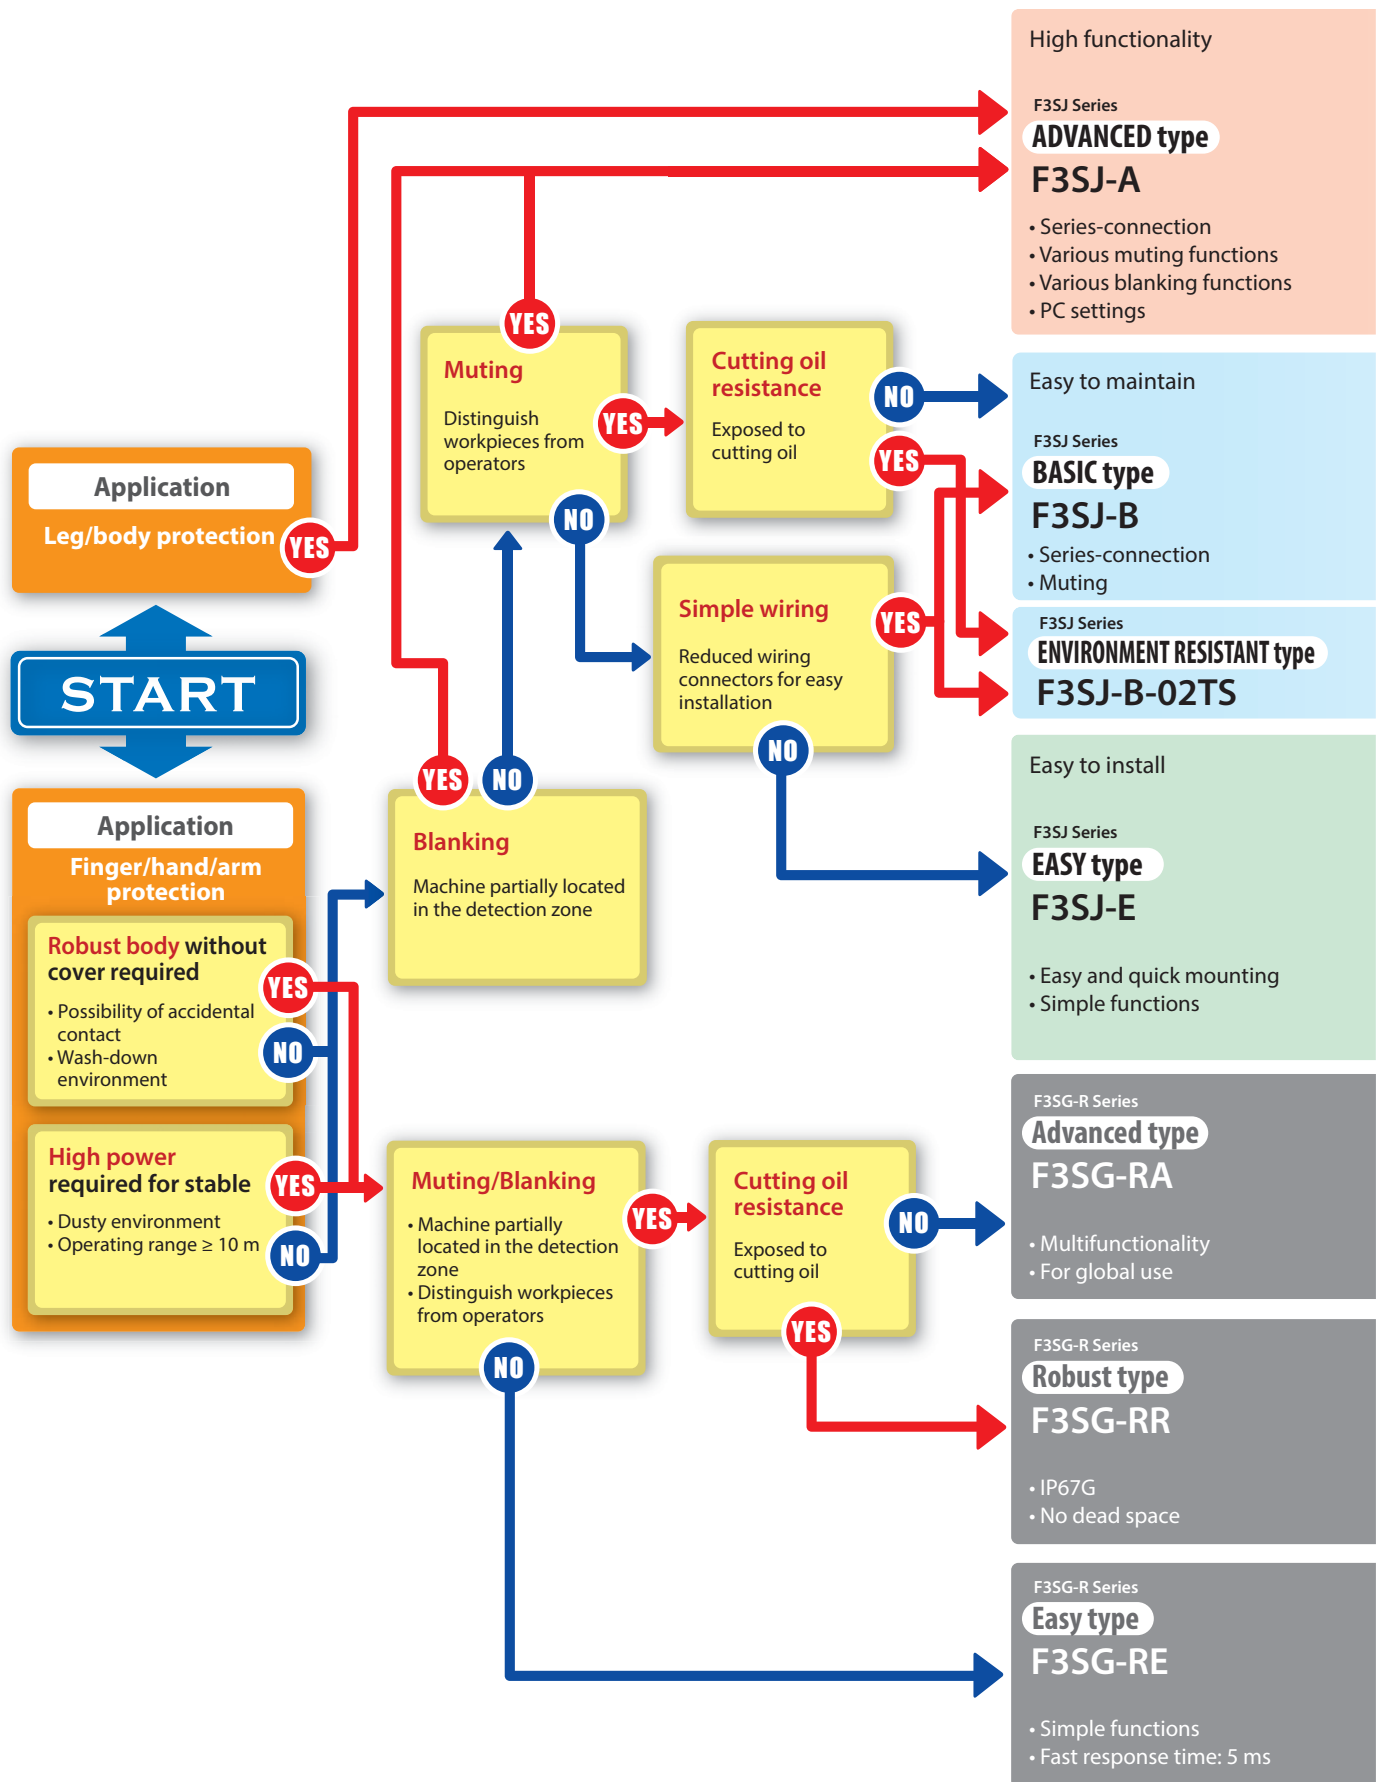 START
Application
Leg/body protection
YES
Application
Finger/hand/arm
protection
Robust body without
cover required
• Possibility of accidental
contact
• Wash-down
environment
YES
NO
High power
required for stable
• Dusty environment
• Operating range ≥ 10 m
YES
NO
YES
NO
Blanking
Machine partially located
in the detection zone
YES
Muting
Distinguish
workpieces from
operators
YES
NO
Cutting oil
resistance
Exposed to
cutting oil
NO
YES
Simple wiring
Reduced wiring
connectors for easy
installation
YES
NO
Muting/Blanking
• Machine partially
located in the detection
zone
• Distinguish workpieces
from operators
YES
NO
Cutting oil
resistance
Exposed to
cutting oil
NO
YES
High functionality
F3SJ Series
ADVANCED type
F3SJ-A
• Series-connection
• Various muting functions
• Various blanking functions
• PC settings
Easy to maintain
F3SJ Series
BASIC type
F3SJ-B
• Series-connection
• Muting
F3SJ Series
ENVIRONMENT RESISTANT type
F3SJ-B-02TS
Easy to install
F3SJ Series
EASY type
F3SJ-E
• Easy and quick mounting
• Simple functions
F3SG-R Series
Advanced type
F3SG-RA
• Multifunctionality
• For global use
F3SG-R Series
Robust type
F3SG-RR
• IP67G
• No dead space
F3SG-R Series
Easy type
F3SG-RE
• Simple functions
• Fast response time: 5 ms